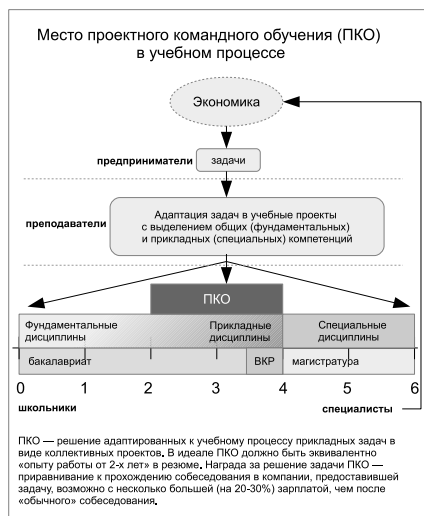 Место проектного командного обучения (ПКО)
в учебном процессе
Экономика
предприниматели
задачи
преподаватели
Адаптация задач в учебные проекты
с выделением общих (фундаментальных)
и прикладных (специальных) компетенций
ПКО
Фундаментальные
дисциплины
Прикладные
дисциплины
Специальные
дисциплины
бакалавриат
ВКР
магистратура
0 1 2 3 4 5 6
школьники
специалисты
ПКО — решение адаптированных к учебному процессу прикладных задач в
виде коллективных проектов. В идеале ПКО должно быть эквивалентно
«опыту работы от 2-х лет» в резюме. Награда за решение задачи ПКО —
приравнивание к прохождению собеседования в компании, предоставившей
задачу, возможно с несколько большей (на 20-30%) зарплатой, чем после
«обычного» собеседования.